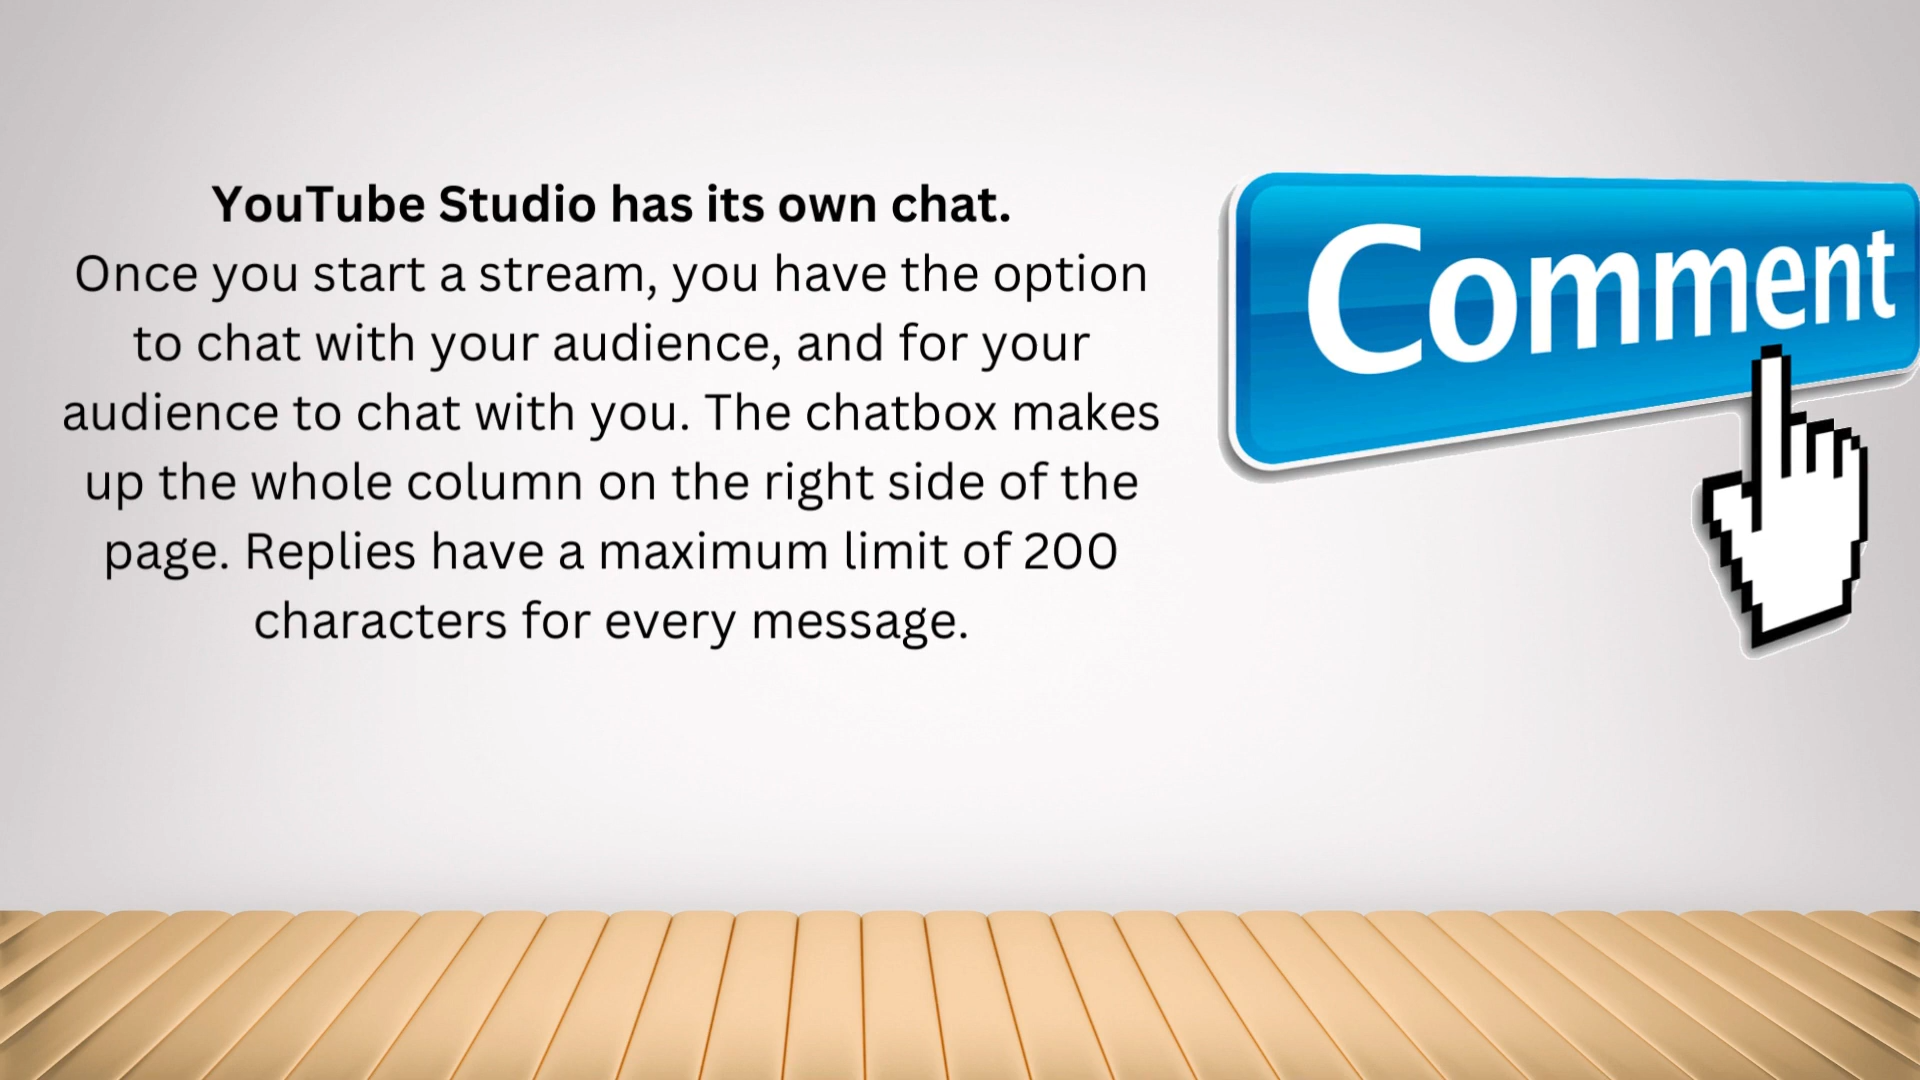 YouTube Studio has its own chat.
Once you start a stream, you have the option
to chat with your audience, and for your
audience to chat with you. The chatbox makes
up the whole column on the right side of the
page. Replies have a maximum limit of 200
characters for every message.
Comment